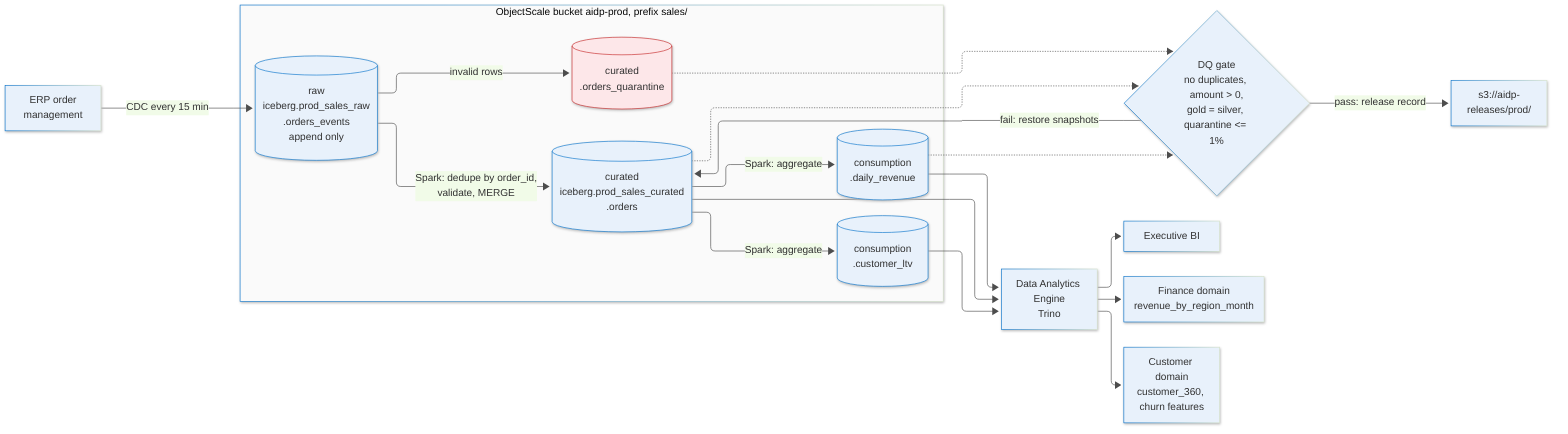 ObjectScale bucket aidp-prod, prefix sales/
ERP order
management
CDC every 15 min
raw
iceberg.prod_sales_raw
.orders_events
append only
invalid rows
curated
.orders_quarantine
Spark: dedupe by order_id,
validate, MERGE
curated
iceberg.prod_sales_curated
.orders
Spark: aggregate
consumption
.daily_revenue
Spark: aggregate
consumption
.customer_ltv
fail: restore snapshots
DQ gate
no duplicates,
amount > 0,
gold = silver,
quarantine <=
1%
pass: release record
s3://aidp-
releases/prod/
Data Analytics
Engine
Trino
Executive BI
Finance domain
revenue_by_region_month
Customer
domain
customer_360,
churn features